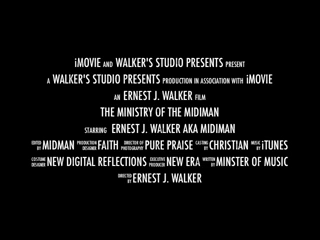 iMOVIE AND WALKER'S STUDIO PRESENTS PRESENT
A WALKER'S STUDIO PRESENTS PRODUCTION IN ASSOCIATION WITH iMOVIE
AN ERNEST J. WALKER FILM
THE MINISTRY OF THE MIDIMAN
STARRING ERNEST J. WALKER AKA MIDIMAN
EDITED BY MIDMAN PRODUCTION DESIGNER FAITH DIRECTOR OF PHOTOGRAPHY PURE PRAISE CASTING BY CHRISTIAN MUSIC BY iTUNES
COSTUME DESIGNER NEW DIGITAL REFLECTIONS EXECUTIVE PRODUCER NEW ERA WRITTEN BY MINSTER OF MUSIC
DIRECTED BY ERNEST J. WALKER